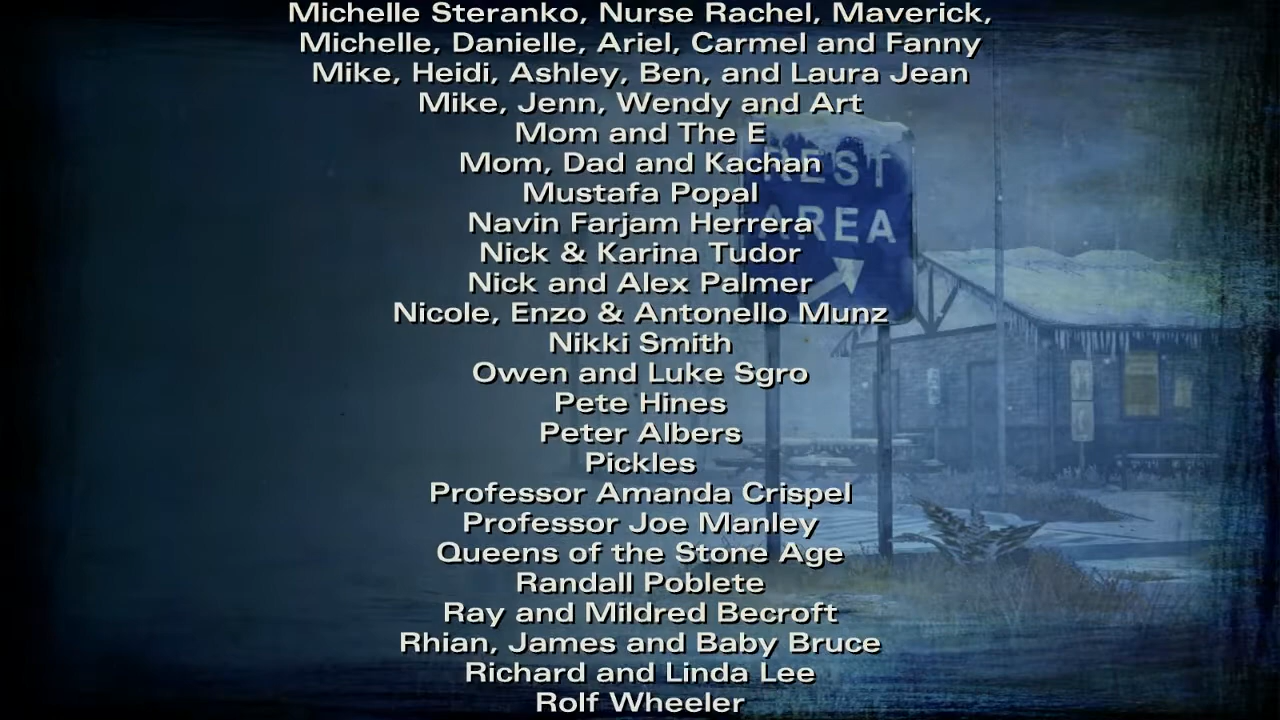 Michelle Steranko, Nurse Rachel, Maverick,
Michelle, Danielle, Ariel, Carmel and Fanny
Mike, Heidi, Ashley, Ben, and Laura Jean
Mike, Jenn, Wendy and Art
Mom and The E
Mom, Dad and Kachan
Mustafa Popal
Navin Farjam Herrera
Nick & Karina Tudor
Nick and Alex Palmer
Nicole, Enzo & Antonello Munz
Nikki Smith
Owen and Luke Sgro
Pete Hines
Peter Albers
Pickles
Professor Amanda Crispel
Professor Joe Manley
Queens of the Stone Age
Randall Poblete
Ray and Mildred Becroft
Rhian, James and Baby Bruce
Richard and Linda Lee
Rolf Wheeler
REST
AREA